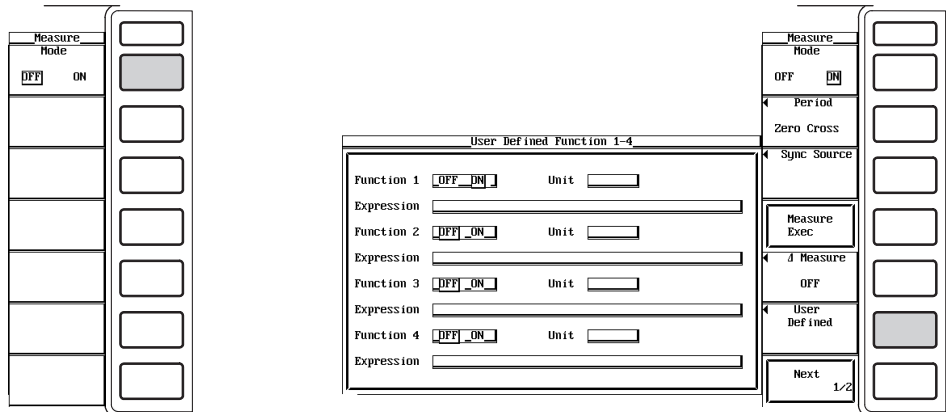 Measure
Mode
OFF ON
User Defined Function 1-4
Function 1 OFF ON Unit
Expression
Function 2 OFF ON Unit
Expression
Function 3 OFF ON Unit
Expression
Function 4 OFF ON Unit
Expression
Measure
Mode
OFF ON
Period
Zero Cross
Sync Source
Measure
Exec
Δ Measure
OFF
User
Defined
Next
1/2